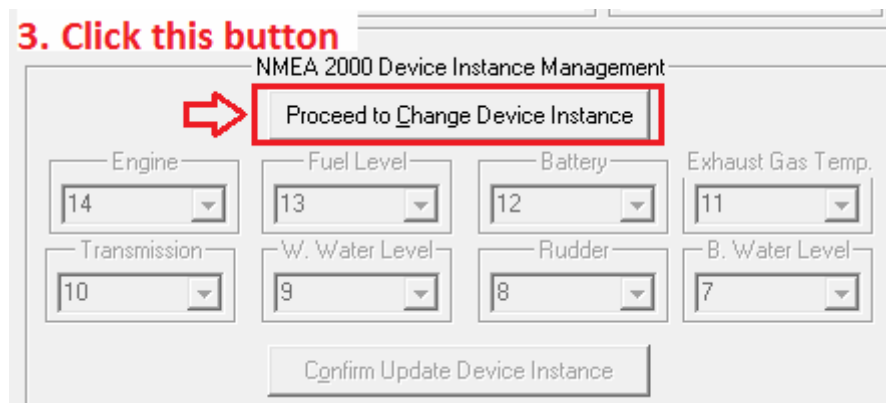 3. Click this button
NMEA 2000 Device Instance Management
Proceed to Change Device Instance
Engine
Fuel Level
Battery
Exhaust Gas Temp.
14
13
12
11
Transmission
W. Water Level
Rudder
B. Water Level
10
9
8
7
Confirm Update Device Instance